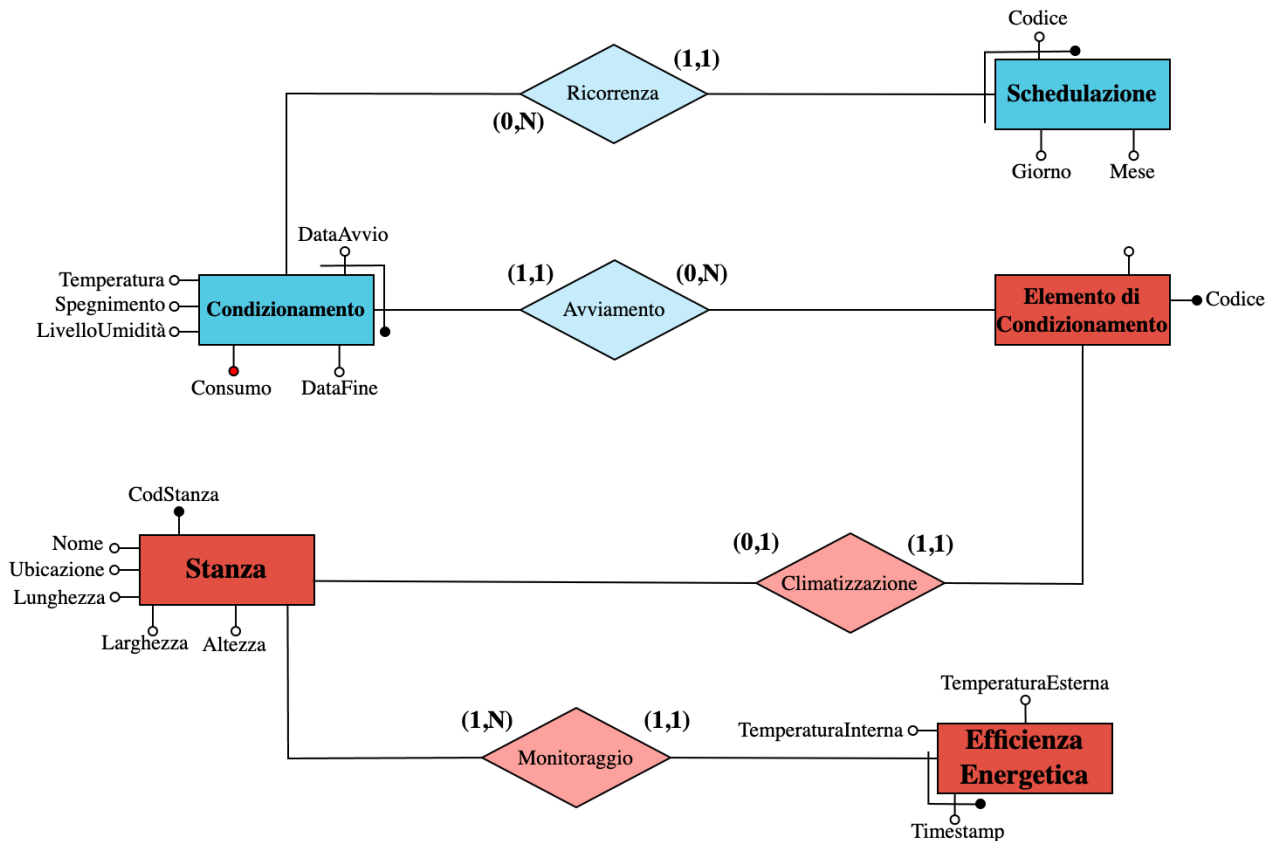 Codice
(1,1)
Ricorrenza
Schedulazione
(0,N)
Giorno
Mese
DataAvvio
Temperatura
(1,1)
(0,N)
Spegnimento
Condizionamento
Avviamento
Elemento di
Condizionamento
Codice
LivelloUmidità
Consumo
DataFine
CodStanza
Nome
(0,1)
(1,1)
Ubicazione
Stanza
Climatizzazione
Lunghezza
Larghezza
Altezza
TemperaturaEsterna
(1,N)
(1,1)
TemperaturaInterna
Monitoraggio
Efficienza
Energetica
Timestamp